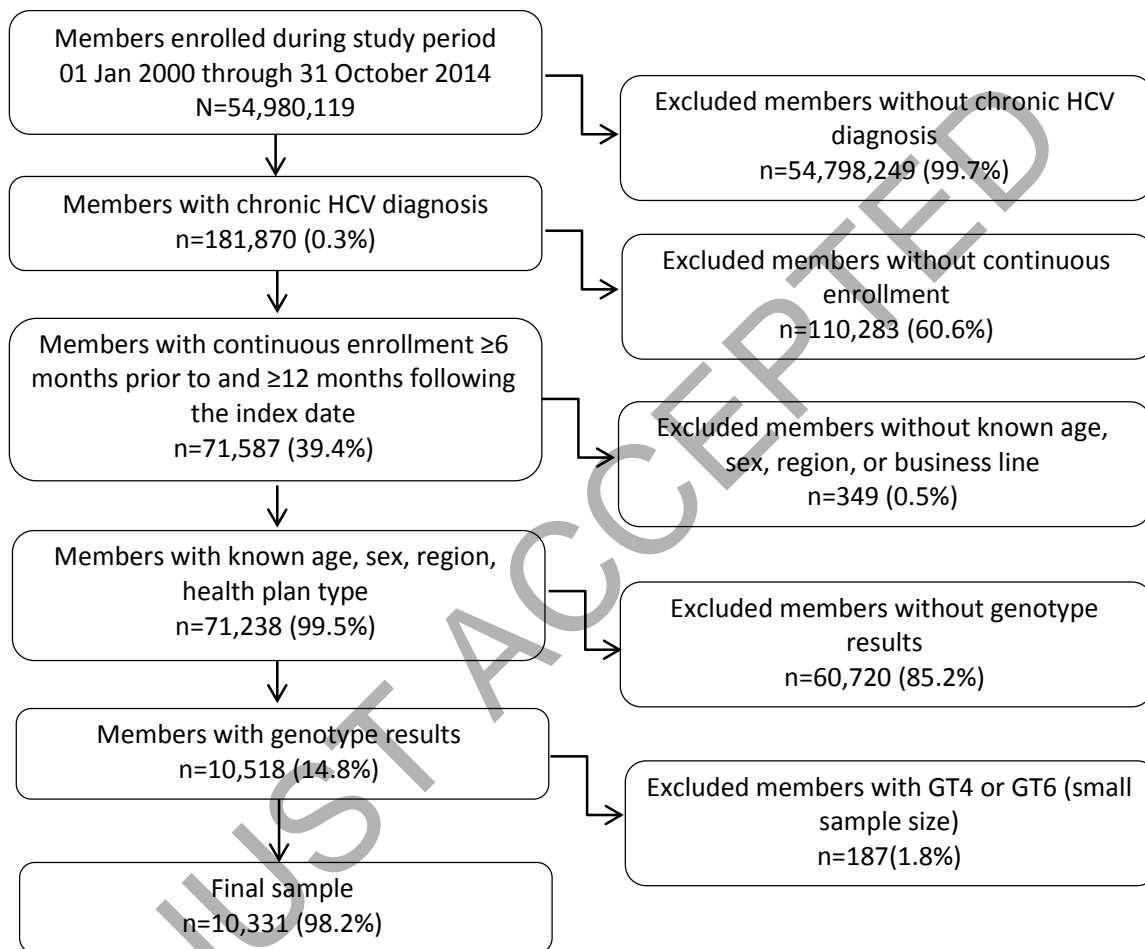 Members enrolled during study period
01 Jan 2000 through 31 October 2014
N=54,980,119
Excluded members without chronic HCV
diagnosis
n=54,798,249 (99.7%)
Members with chronic HCV diagnosis
n=181,870 (0.3%)
Excluded members without continuous
enrollment
n=110,283 (60.6%)
Members with continuous enrollment ≥6
months prior to and ≥12 months following
the index date
n=71,587 (39.4%)
Excluded members without known age,
sex, region, or business line
n=349 (0.5%)
Members with known age, sex, region,
health plan type
n=71,238 (99.5%)
Excluded members without genotype
results
n=60,720 (85.2%)
Members with genotype results
n=10,518 (14.8%)
Excluded members with GT4 or GT6 (small
sample size)
n=187(1.8%)
Final sample
n=10,331 (98.2%)
JUST ACCEPTED